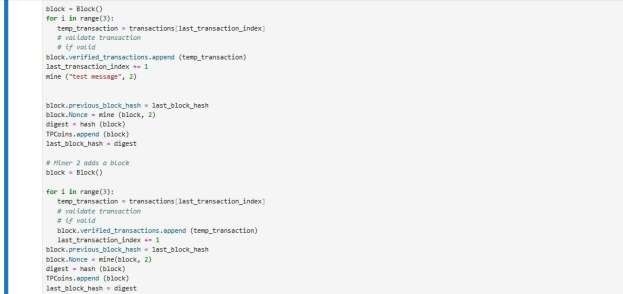 block = Block()
for i in range(3):
   temp_transaction = transactions[last_transaction_index]
   # validate transaction
   # if valid
block.verified_transactions.append (temp_transaction)
last_transaction_index += 1
mine ("test message", 2)
block.previous_block_hash = last_block_hash
block.Nonce = mine (block, 2)
digest = hash (block)
TPCoins.append (block)
last_block_hash = digest
# Miner 2 adds a block
block = Block()
for i in range(3):
   temp_transaction = transactions[last_transaction_index]
   # validate transaction
   # if valid
   block.verified_transactions.append (temp_transaction)
   last_transaction_index += 1
block.previous_block_hash = last_block_hash
block.Nonce = mine(block, 2)
digest = hash (block)
TPCoins.append (block)
last_block_hash = digest